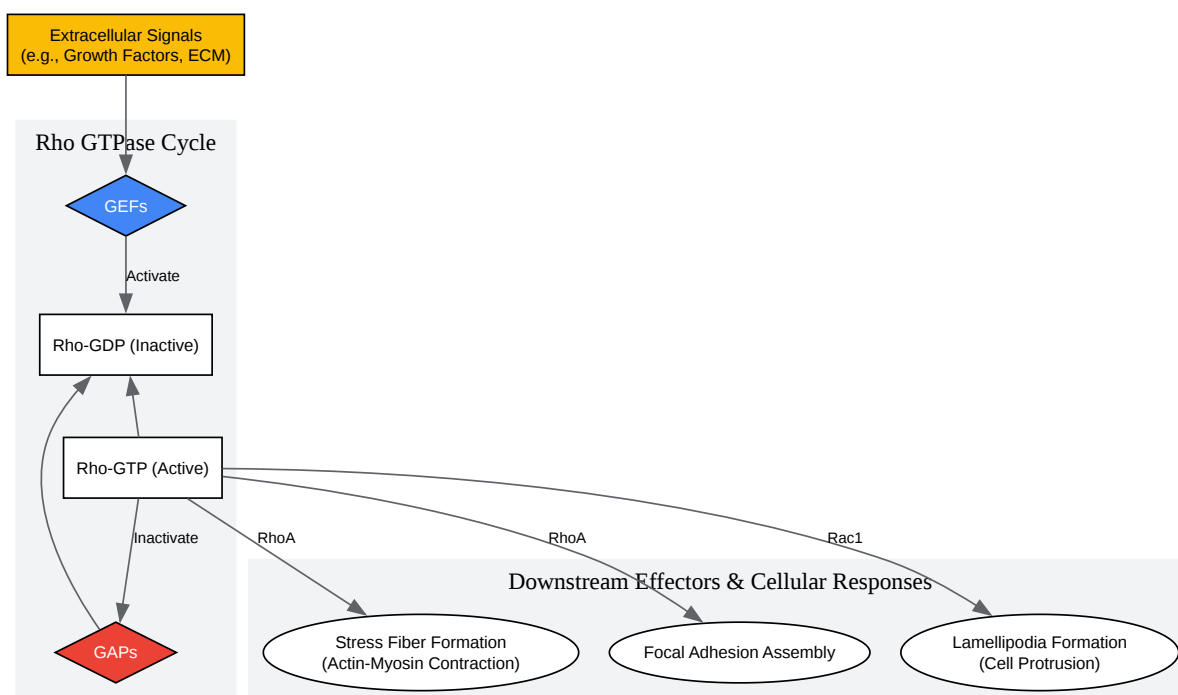 Extracellular Signals
(e.g., Growth Factors, ECM)
Rho GTPase Cycle
GEFs
Activate
Rho-GDP (Inactive)
Rho-GTP (Active)
Inactivate
RhoA
RhoA
Rac1
Downstream Effectors & Cellular Responses
GAPs
Stress Fiber Formation
(Actin-Myosin Contraction)
Focal Adhesion Assembly
Lamellipodia Formation
(Cell Protrusion)